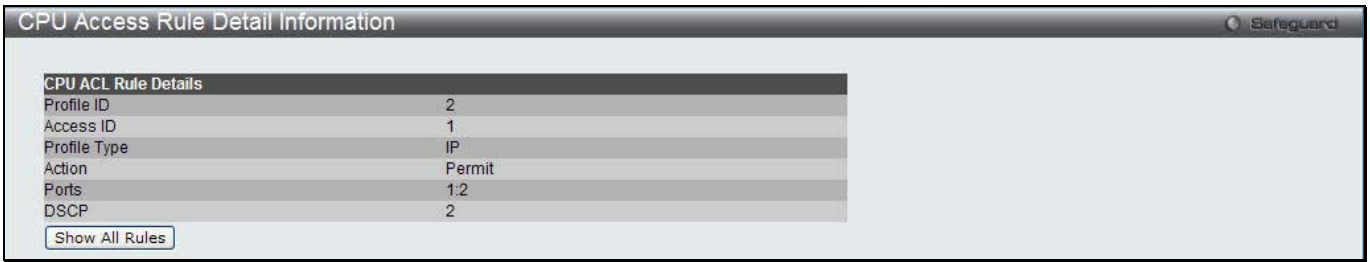 CPU Access Rule Detail Information Safeguard
CPU ACL Rule Details
Profile ID 2
Access ID 1
Profile Type IP
Action Permit
Ports 1:2
DSCP 2
Show All Rules